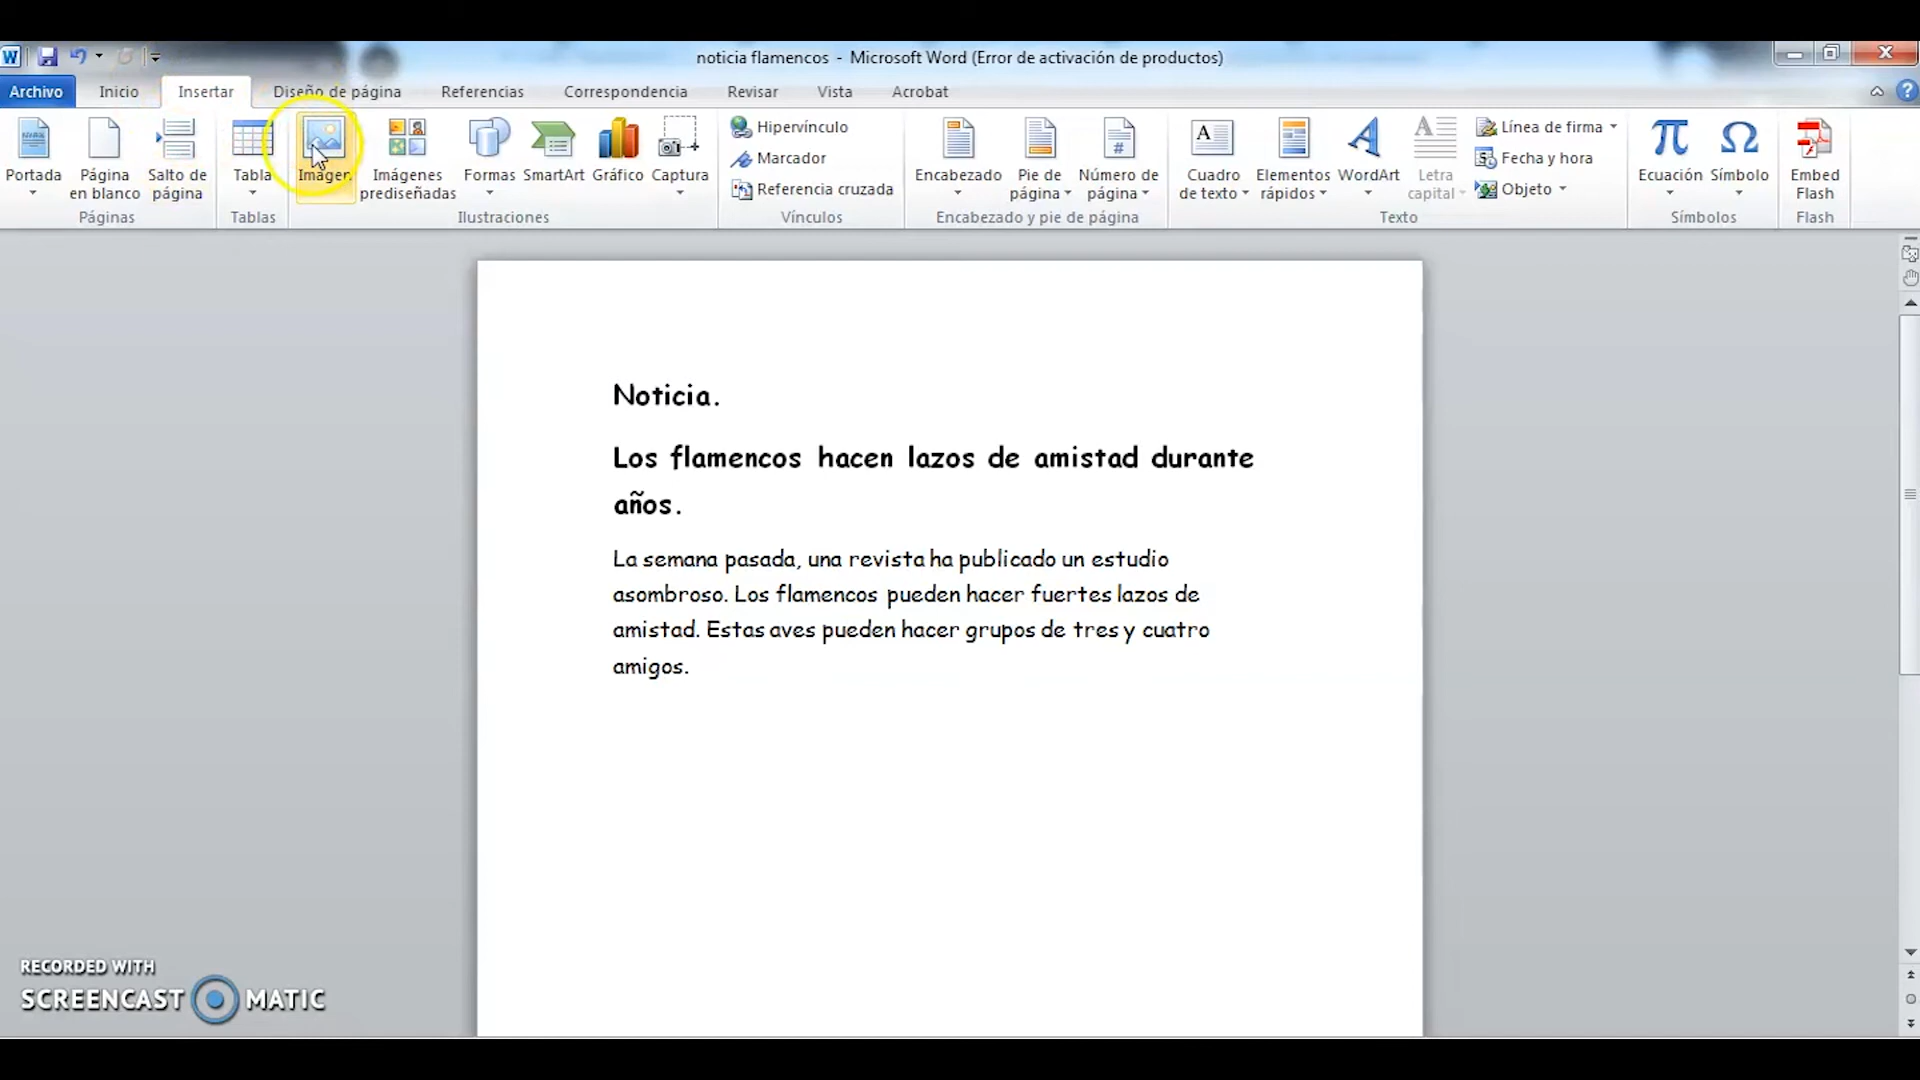 noticia flamencos - Microsoft Word (Error de activación de productos)
Archivo Inicio Insertar Diseño de página Referencias Correspondencia Revisar Vista Acrobat
Portada
Página en blanco
Salto de página
Páginas
Tabla
Tablas
Imagen
Imágenes prediseñadas
Formas
SmartArt
Gráfico
Captura
Ilustraciones
Hipervínculo
Marcador
Referencia cruzada
Vínculos
Encabezado
Pie de página
Número de página
Encabezado y pie de página
Cuadro de texto
Elementos rápidos
WordArt
Letra capital
Línea de firma
Fecha y hora
Objeto
Texto
Ecuación
Símbolo
Símbolos
Embed Flash
Flash
Noticia.
Los flamencos hacen lazos de amistad durante
años.
La semana pasada, una revista ha publicado un estudio
asombroso. Los flamencos pueden hacer fuertes lazos de
amistad. Estas aves pueden hacer grupos de tres y cuatro
amigos.
RECORDED WITH
SCREENCAST MATIC